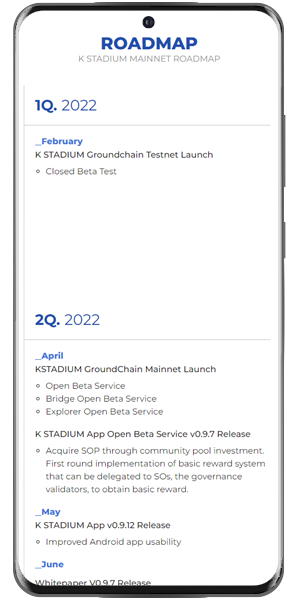 ROADMAP
K STADIUM MAINNET ROADMAP
1Q. 2022
_February
K STADIUM Groundchain Testnet Launch
Closed Beta Test
2Q. 2022
_April
KSTADIUM GroundChain Mainnet Launch
Open Beta Service
Bridge Open Beta Service
Explorer Open Beta Service
K STADIUM App Open Beta Service v0.9.7 Release
Acquire SOP through community pool investment.
First round implementation of basic reward system
that can be delegated to SOs, the governance
validators, to obtain basic reward.
_May
K STADIUM App v0.9.12 Release
Improved Android app usability
_June
Whitepaper V0.9.7 Release